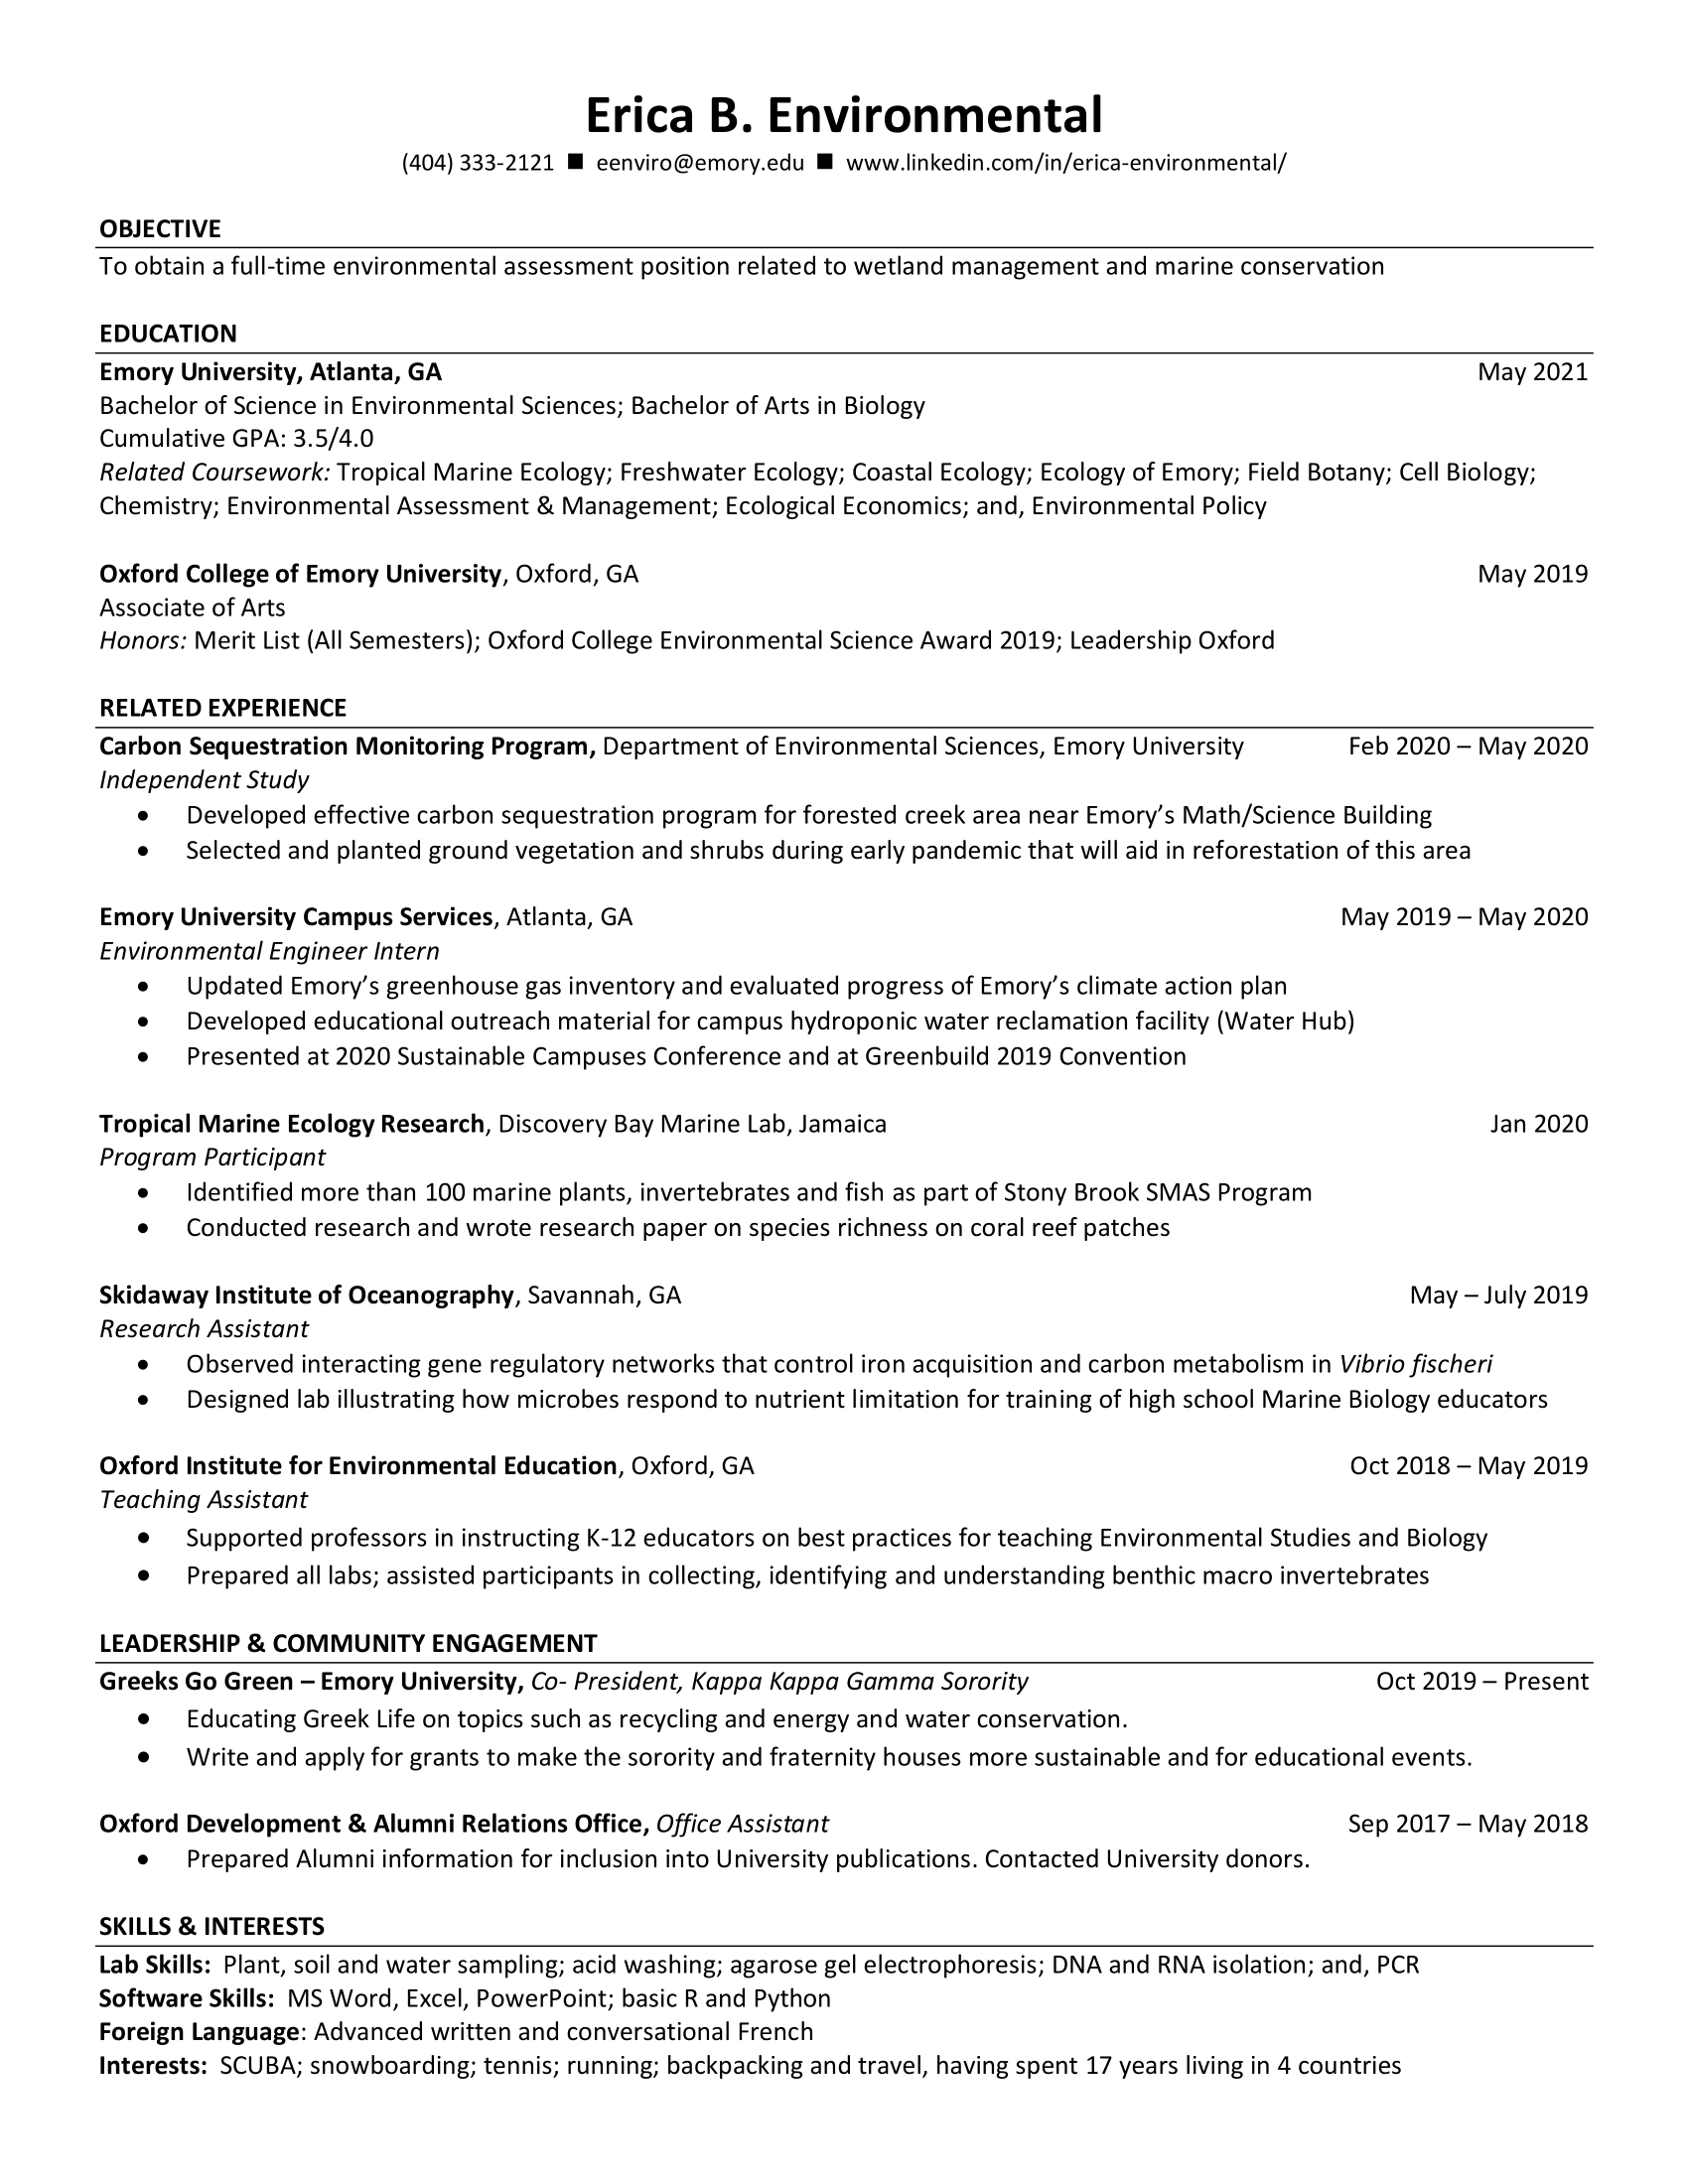 Erica B. Environmental
(404) 333-2121 ■ eenviro@emory.edu ■ www.linkedin.com/in/erica-environmental/
OBJECTIVE
To obtain a full-time environmental assessment position related to wetland management and marine conservation
EDUCATION
Emory University, Atlanta, GA May 2021
Bachelor of Science in Environmental Sciences; Bachelor of Arts in Biology
Cumulative GPA: 3.5/4.0
Related Coursework: Tropical Marine Ecology; Freshwater Ecology; Coastal Ecology; Ecology of Emory; Field Botany; Cell Biology;
Chemistry; Environmental Assessment & Management; Ecological Economics; and, Environmental Policy
Oxford College of Emory University, Oxford, GA May 2019
Associate of Arts
Honors: Merit List (All Semesters); Oxford College Environmental Science Award 2019; Leadership Oxford
RELATED EXPERIENCE
Carbon Sequestration Monitoring Program, Department of Environmental Sciences, Emory University Feb 2020 – May 2020
Independent Study
• Developed effective carbon sequestration program for forested creek area near Emory’s Math/Science Building
• Selected and planted ground vegetation and shrubs during early pandemic that will aid in reforestation of this area
Emory University Campus Services, Atlanta, GA May 2019 – May 2020
Environmental Engineer Intern
• Updated Emory’s greenhouse gas inventory and evaluated progress of Emory’s climate action plan
• Developed educational outreach material for campus hydroponic water reclamation facility (Water Hub)
• Presented at 2020 Sustainable Campuses Conference and at Greenbuild 2019 Convention
Tropical Marine Ecology Research, Discovery Bay Marine Lab, Jamaica Jan 2020
Program Participant
• Identified more than 100 marine plants, invertebrates and fish as part of Stony Brook SMAS Program
• Conducted research and wrote research paper on species richness on coral reef patches
Skidaway Institute of Oceanography, Savannah, GA May – July 2019
Research Assistant
• Observed interacting gene regulatory networks that control iron acquisition and carbon metabolism in Vibrio fischeri
• Designed lab illustrating how microbes respond to nutrient limitation for training of high school Marine Biology educators
Oxford Institute for Environmental Education, Oxford, GA Oct 2018 – May 2019
Teaching Assistant
• Supported professors in instructing K-12 educators on best practices for teaching Environmental Studies and Biology
• Prepared all labs; assisted participants in collecting, identifying and understanding benthic macro invertebrates
LEADERSHIP & COMMUNITY ENGAGEMENT
Greeks Go Green – Emory University, Co- President, Kappa Kappa Gamma Sorority Oct 2019 – Present
• Educating Greek Life on topics such as recycling and energy and water conservation.
• Write and apply for grants to make the sorority and fraternity houses more sustainable and for educational events.
Oxford Development & Alumni Relations Office, Office Assistant Sep 2017 – May 2018
• Prepared Alumni information for inclusion into University publications. Contacted University donors.
SKILLS & INTERESTS
Lab Skills: Plant, soil and water sampling; acid washing; agarose gel electrophoresis; DNA and RNA isolation; and, PCR
Software Skills: MS Word, Excel, PowerPoint; basic R and Python
Foreign Language: Advanced written and conversational French
Interests: SCUBA; snowboarding; tennis; running; backpacking and travel, having spent 17 years living in 4 countries